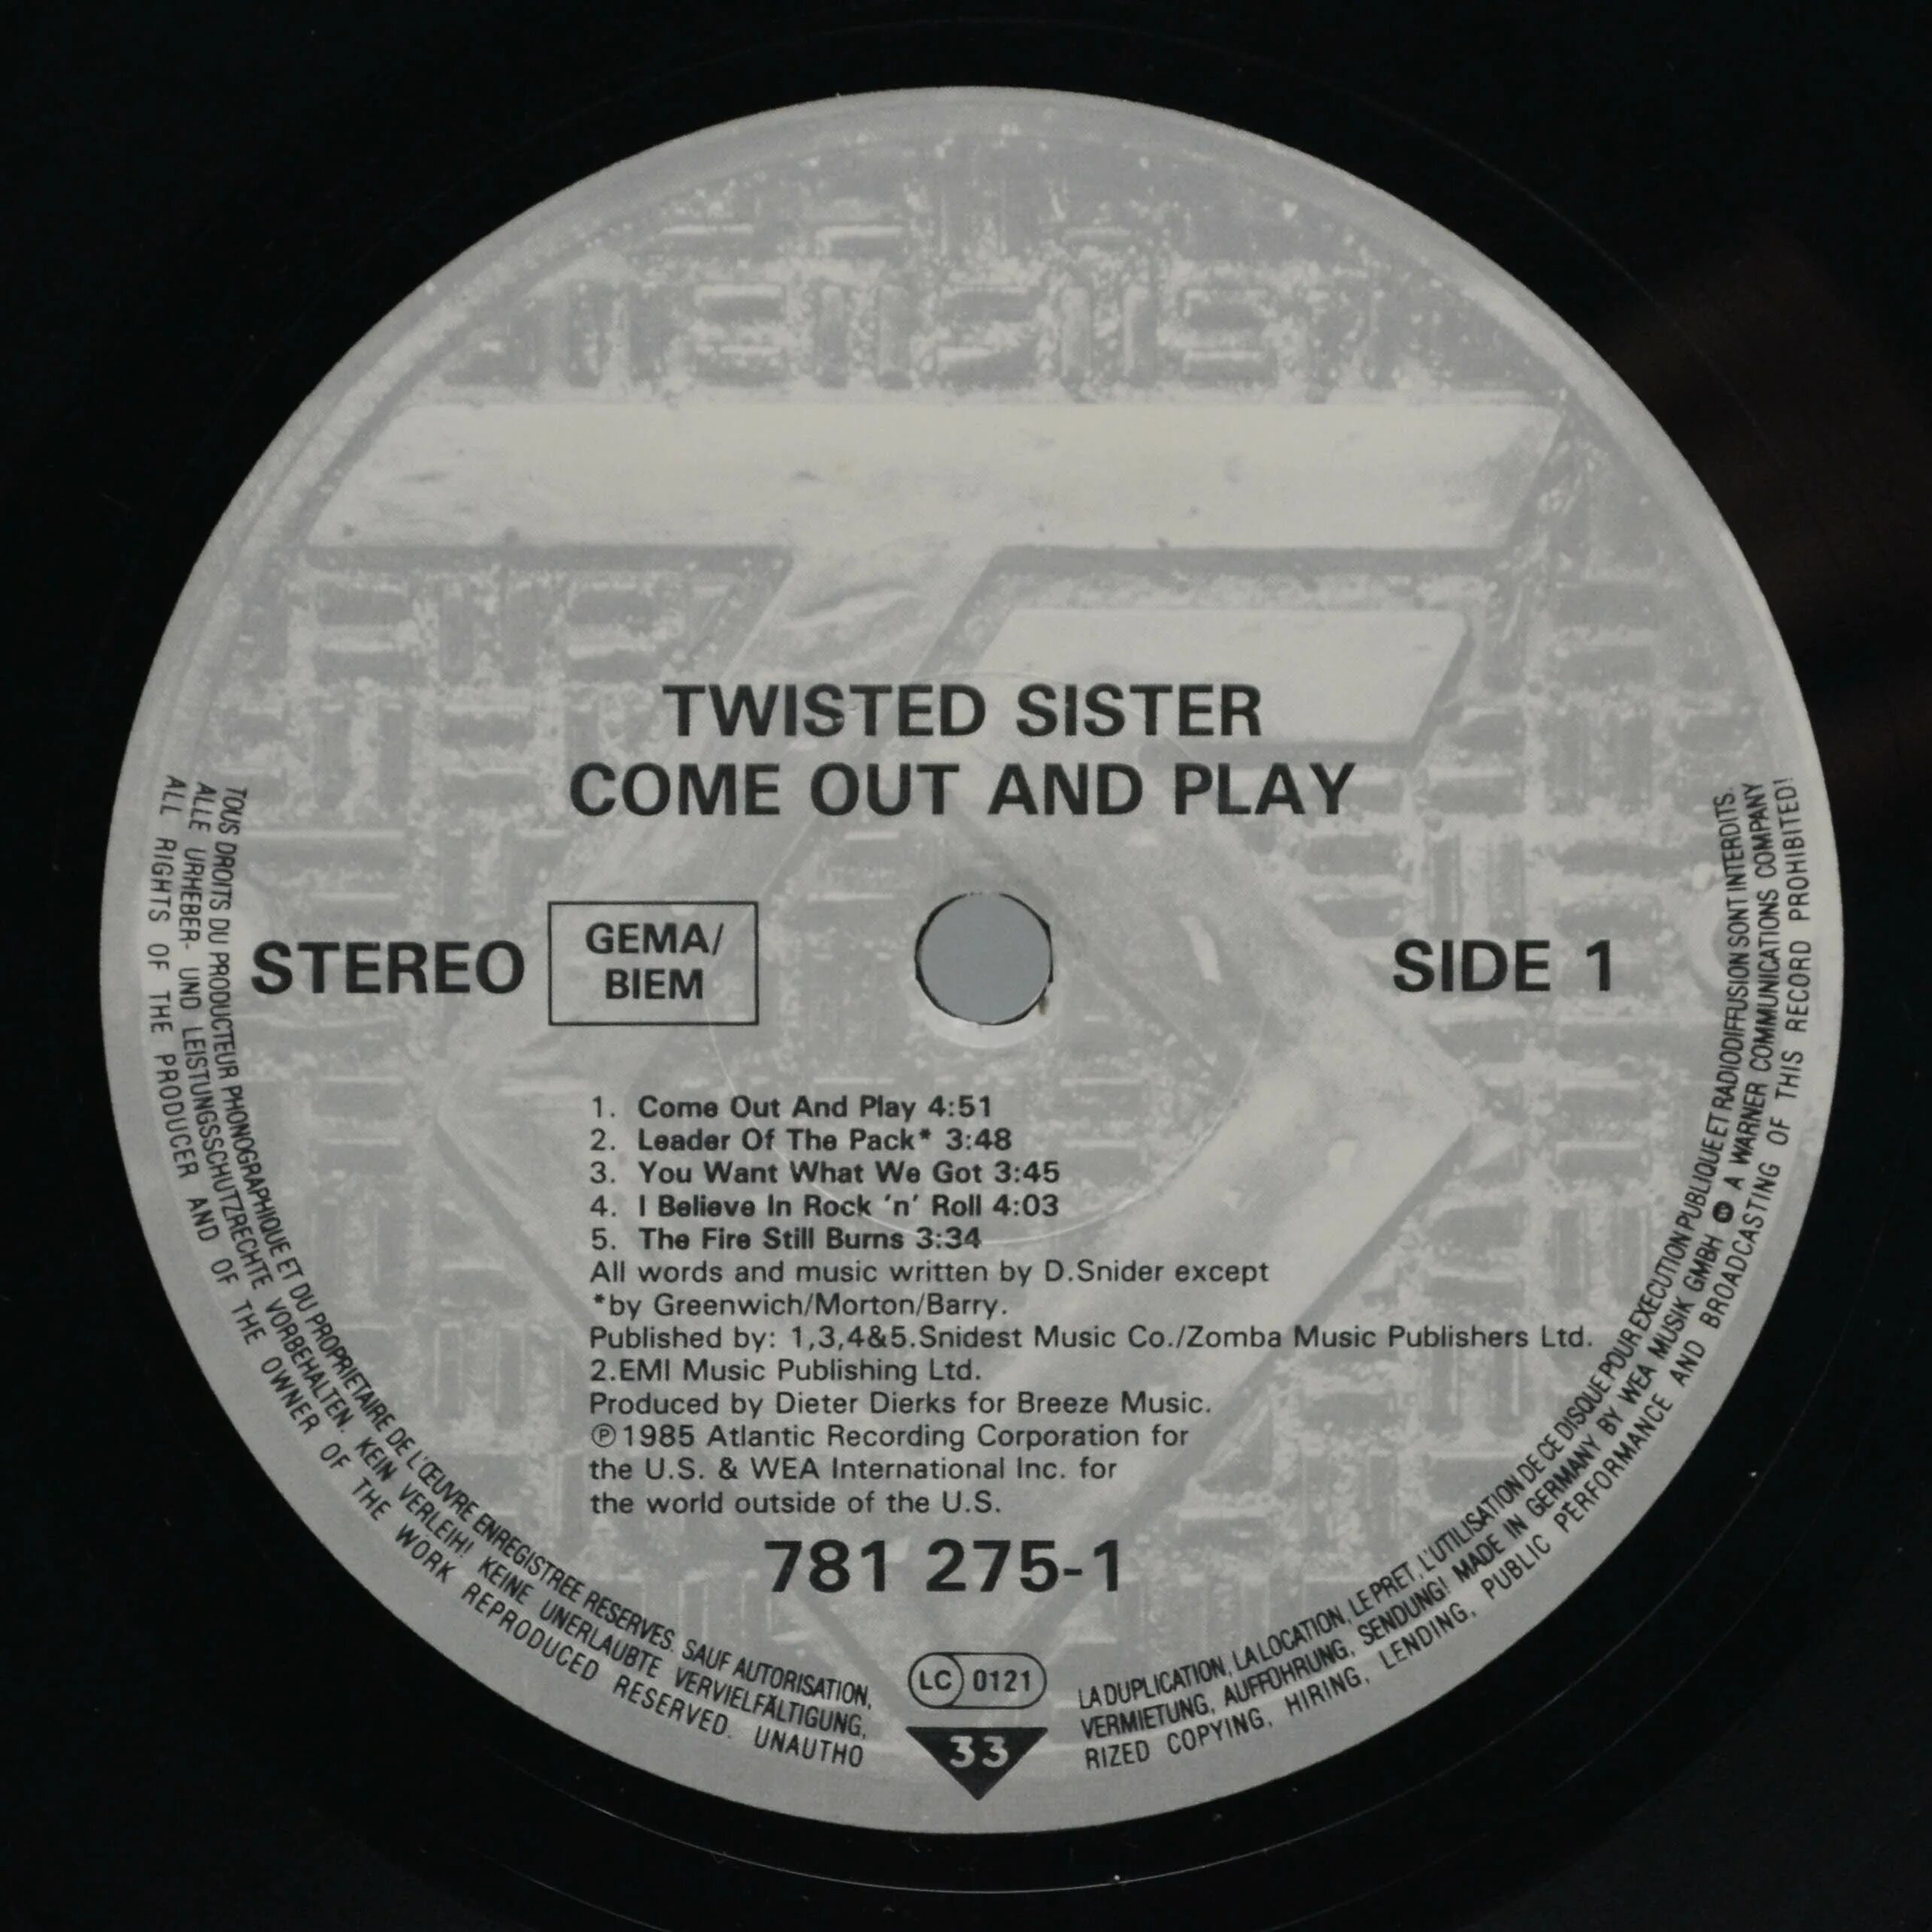 TWISTED SISTER
COME OUT AND PLAY
STEREO
GEMA/
BIEM
SIDE 1
1. Come Out And Play 4:51
2. Leader Of The Pack* 3:48
3. You Want What We Got 3:45
4. I Believe In Rock 'n' Roll 4:03
5. The Fire Still Burns 3:34
All words and music written by D.Snider except
*by Greenwich/Morton/Barry.
Published by: 1,3,4&5.Snidest Music Co./Zomba Music Publishers Ltd.
2.EMI Music Publishing Ltd.
Produced by Dieter Dierks for Breeze Music.
Ⓟ1985 Atlantic Recording Corporation for
the U.S. & WEA International Inc. for
the world outside of the U.S.
781 275-1
LC 0121
33
TOUS DROITS DU PRODUCTEUR PHONOGRAPHIQUE ET DU PROPRIETAIRE DE L'ŒUVRE ENREGISTREE RESERVES. SAUF AUTORISATION, LA DUPLICATION, LA LOCATION, LE PRET, L'UTILISATION DE CE DISQUE POUR EXECUTION PUBLIQUE ET RADIODIFFUSION SONT INTERDITS.
ALLE URHEBER- UND LEISTUNGSSCHUTZRECHTE VORBEHALTEN. KEIN VERLEIH! KEINE UNERLAUBTE VERVIELFÄLTIGUNG, VERMIETUNG, AUFFÜHRUNG, SENDUNG! MADE IN GERMANY BY WEA MUSIK GMBH A WARNER COMMUNICATIONS COMPANY
ALL RIGHTS OF THE PRODUCER AND OF THE OWNER OF THE WORK REPRODUCED RESERVED. UNAUTHORIZED COPYING, HIRING, LENDING, PUBLIC PERFORMANCE AND BROADCASTING OF THIS RECORD PROHIBITED!